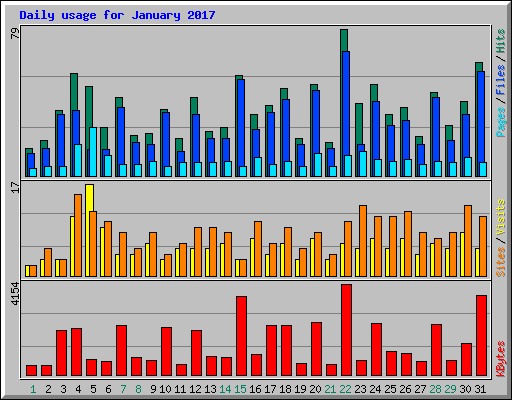 Daily usage for January 2017
79
Pages / Files / Hits
17
Sites / Visits
4154
KBytes
1 2 3 4 5 6 7 8 9 10 11 12 13 14 15 16 17 18 19 20 21 22 23 24 25 26 27 28 29 30 31